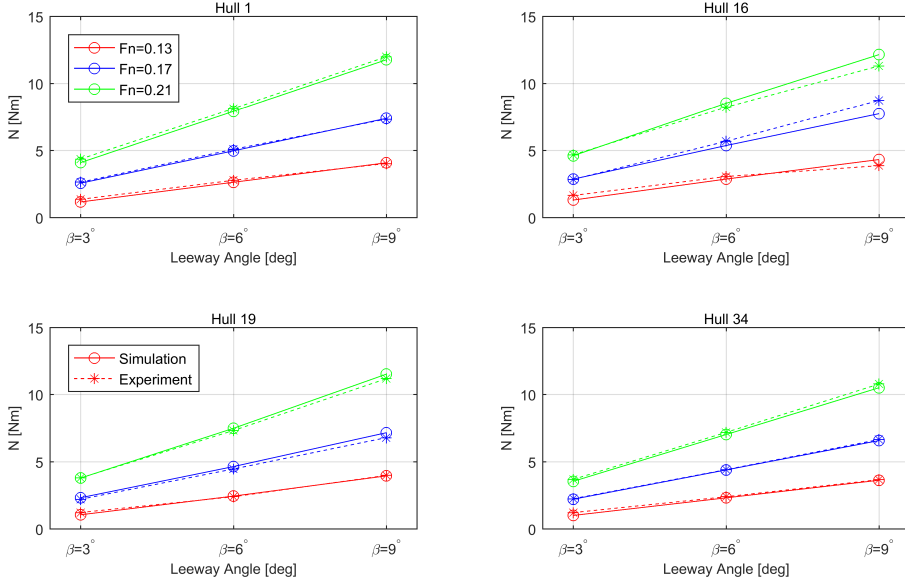 Hull 1
15
10
5
0
N [Nm]
Fn=0.13
Fn=0.17
Fn=0.21
β=3°
β=6°
β=9°
Leeway Angle [deg]
Hull 16
15
10
5
0
N [Nm]
β=3°
β=6°
β=9°
Leeway Angle [deg]
Hull 19
15
10
5
0
N [Nm]
Simulation
Experiment
β=3°
β=6°
β=9°
Leeway Angle [deg]
Hull 34
15
10
5
0
N [Nm]
β=3°
β=6°
β=9°
Leeway Angle [deg]